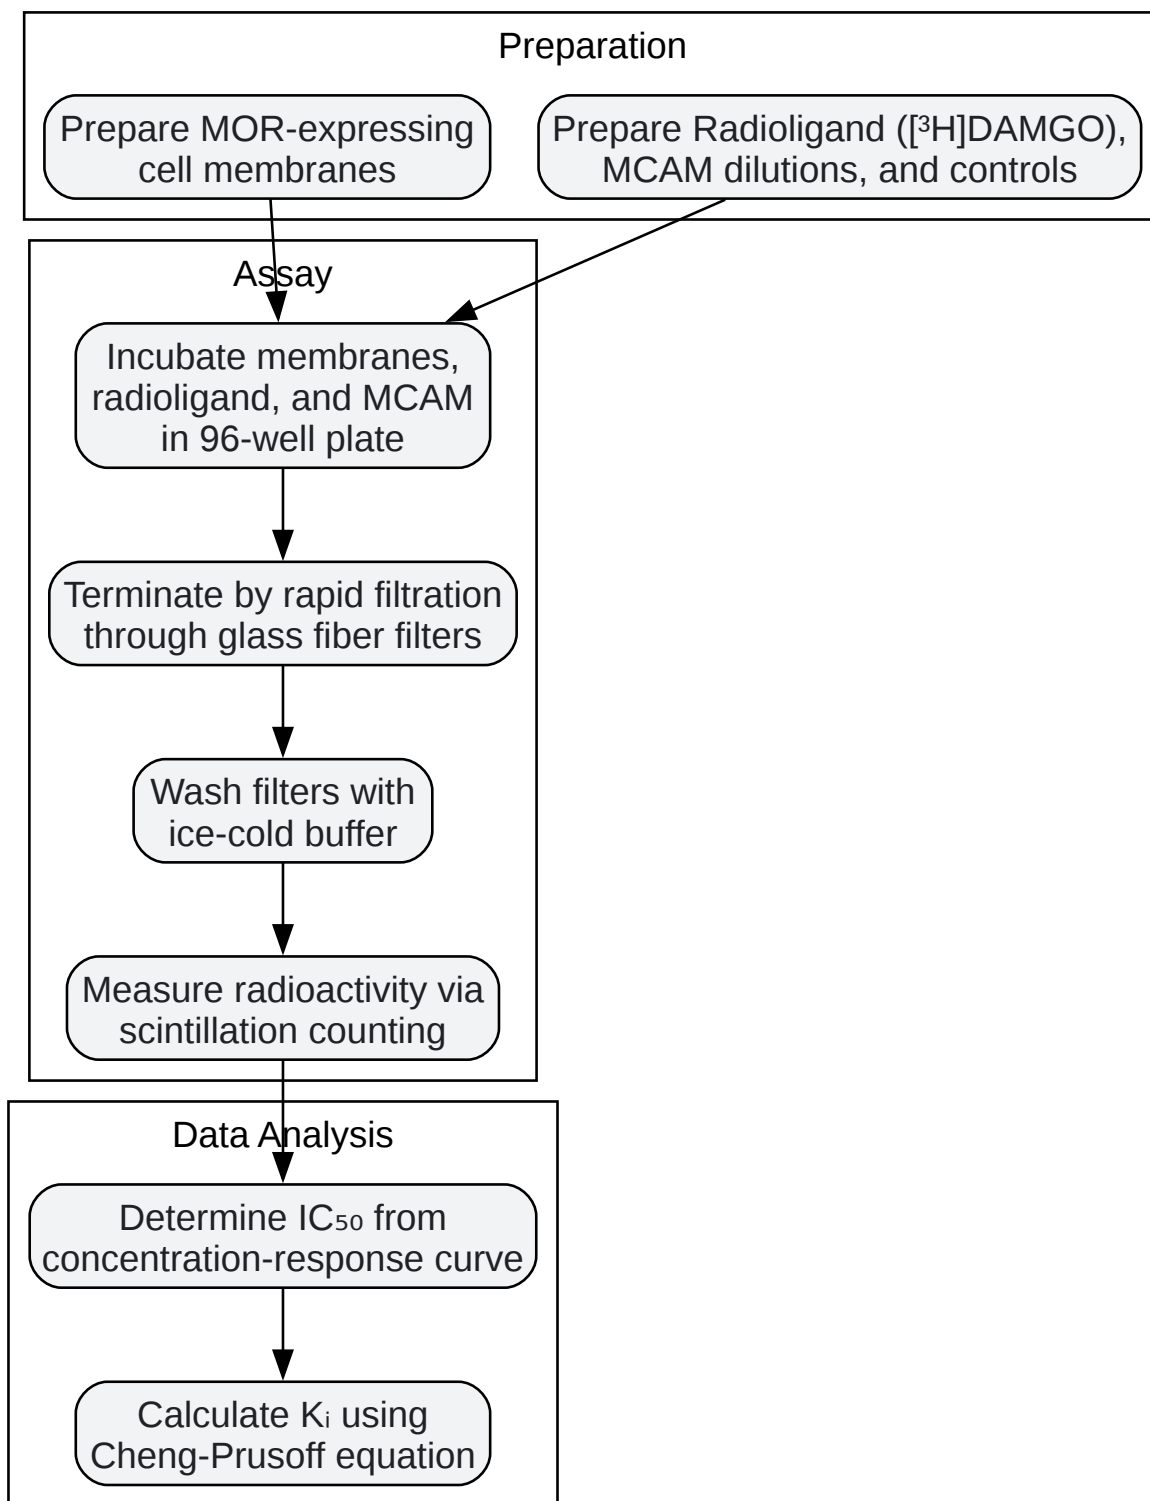 Preparation
Prepare MOR-expressing
cell membranes
Prepare Radioligand ([³H]DAMGO),
MCAM dilutions, and controls
Assay
Incubate membranes,
radioligand, and MCAM
in 96-well plate
Terminate by rapid filtration
through glass fiber filters
Wash filters with
ice-cold buffer
Measure radioactivity via
scintillation counting
Data Analysis
Determine IC₅₀ from
concentration-response curve
Calculate Kᵢ using
Cheng-Prusoff equation